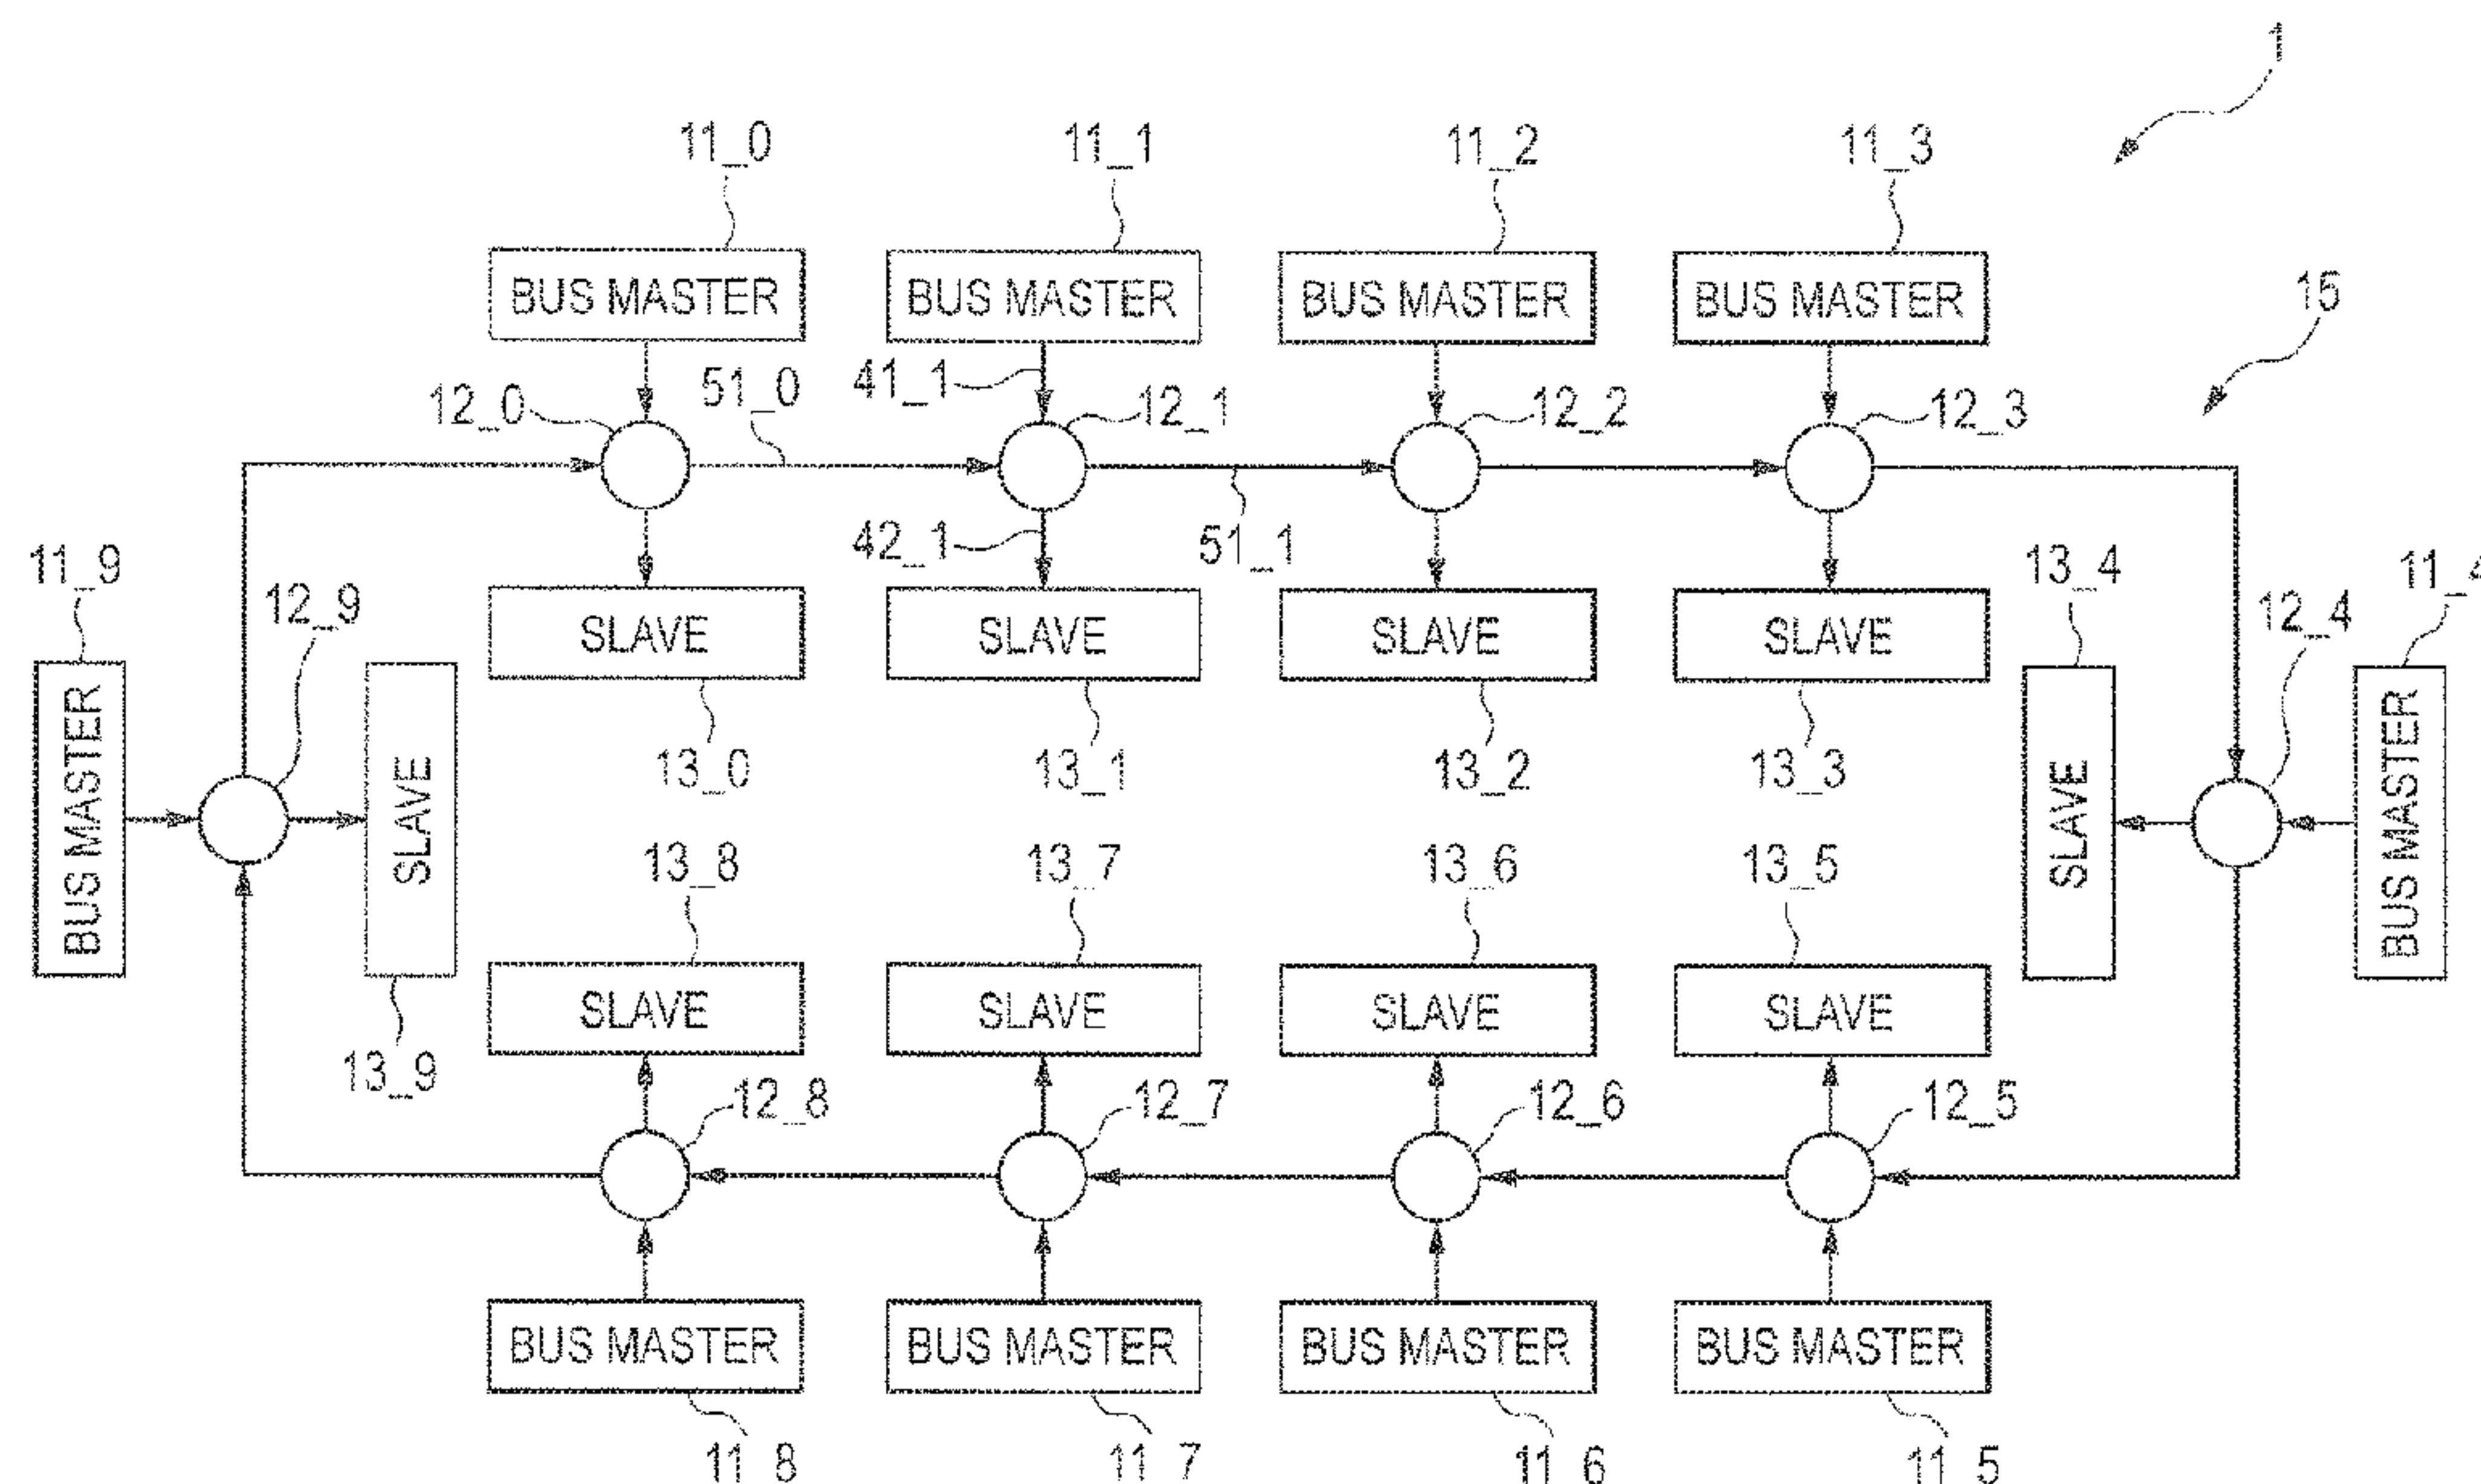 1
11_0 11_1 11_2 11_3
BUS MASTER BUS MASTER BUS MASTER BUS MASTER
15
12_0 51_0 41_1 12_1 12_2 12_3
42_1 51_1
11_9 12_9 13_4 12_4 11_4
SLAVE SLAVE SLAVE SLAVE
BUS MASTER SLAVE SLAVE BUS MASTER
13_0 13_1 13_2 13_3
13_8 13_7 13_6 13_5
SLAVE SLAVE SLAVE SLAVE
13_9 12_8 12_7 12_6 12_5
BUS MASTER BUS MASTER BUS MASTER BUS MASTER
11_8 11_7 11_6 11_5